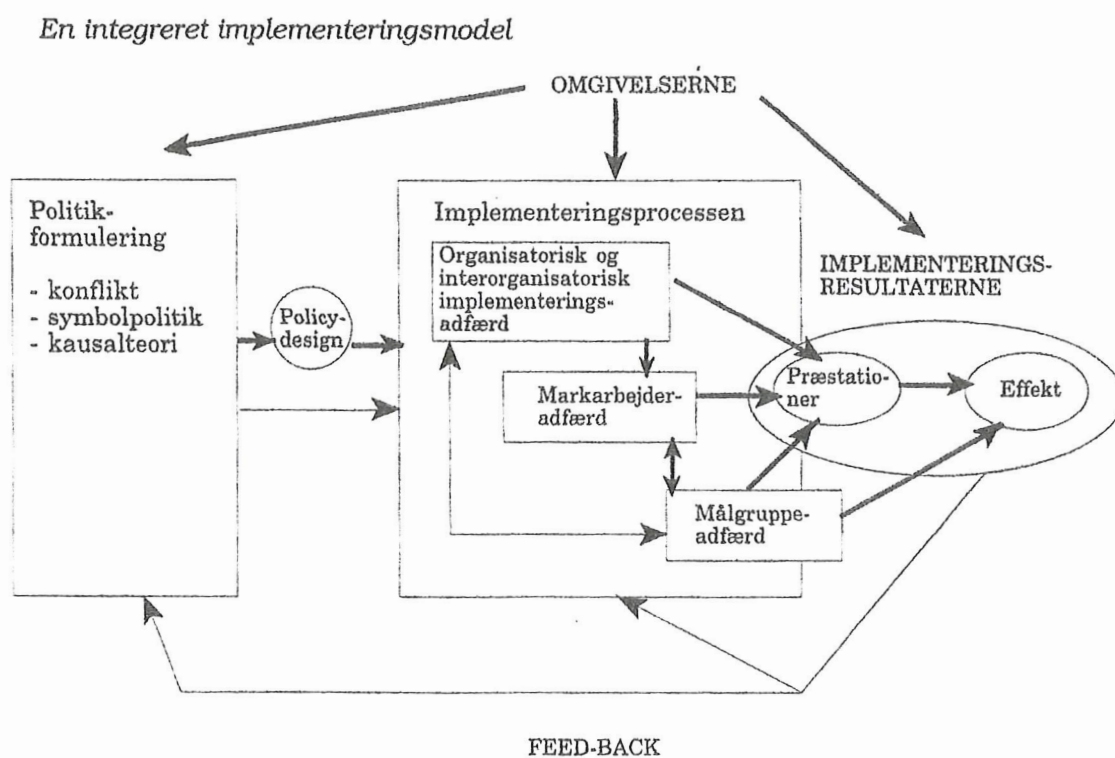 En integreret implementeringsmodel
OMGIVELSERNE
Politik-
formulering
- konflikt
- symbolpolitik
- kausalteori
Policy-
design
Implementeringsprocessen
Organisatorisk og
interorganisatorisk
implementerings-
adfærd
Markarbejder-
adfærd
Målgruppe-
adfærd
IMPLEMENTERINGS-
RESULTATERNE
Præstatio-
ner
Effekt
FEED-BACK